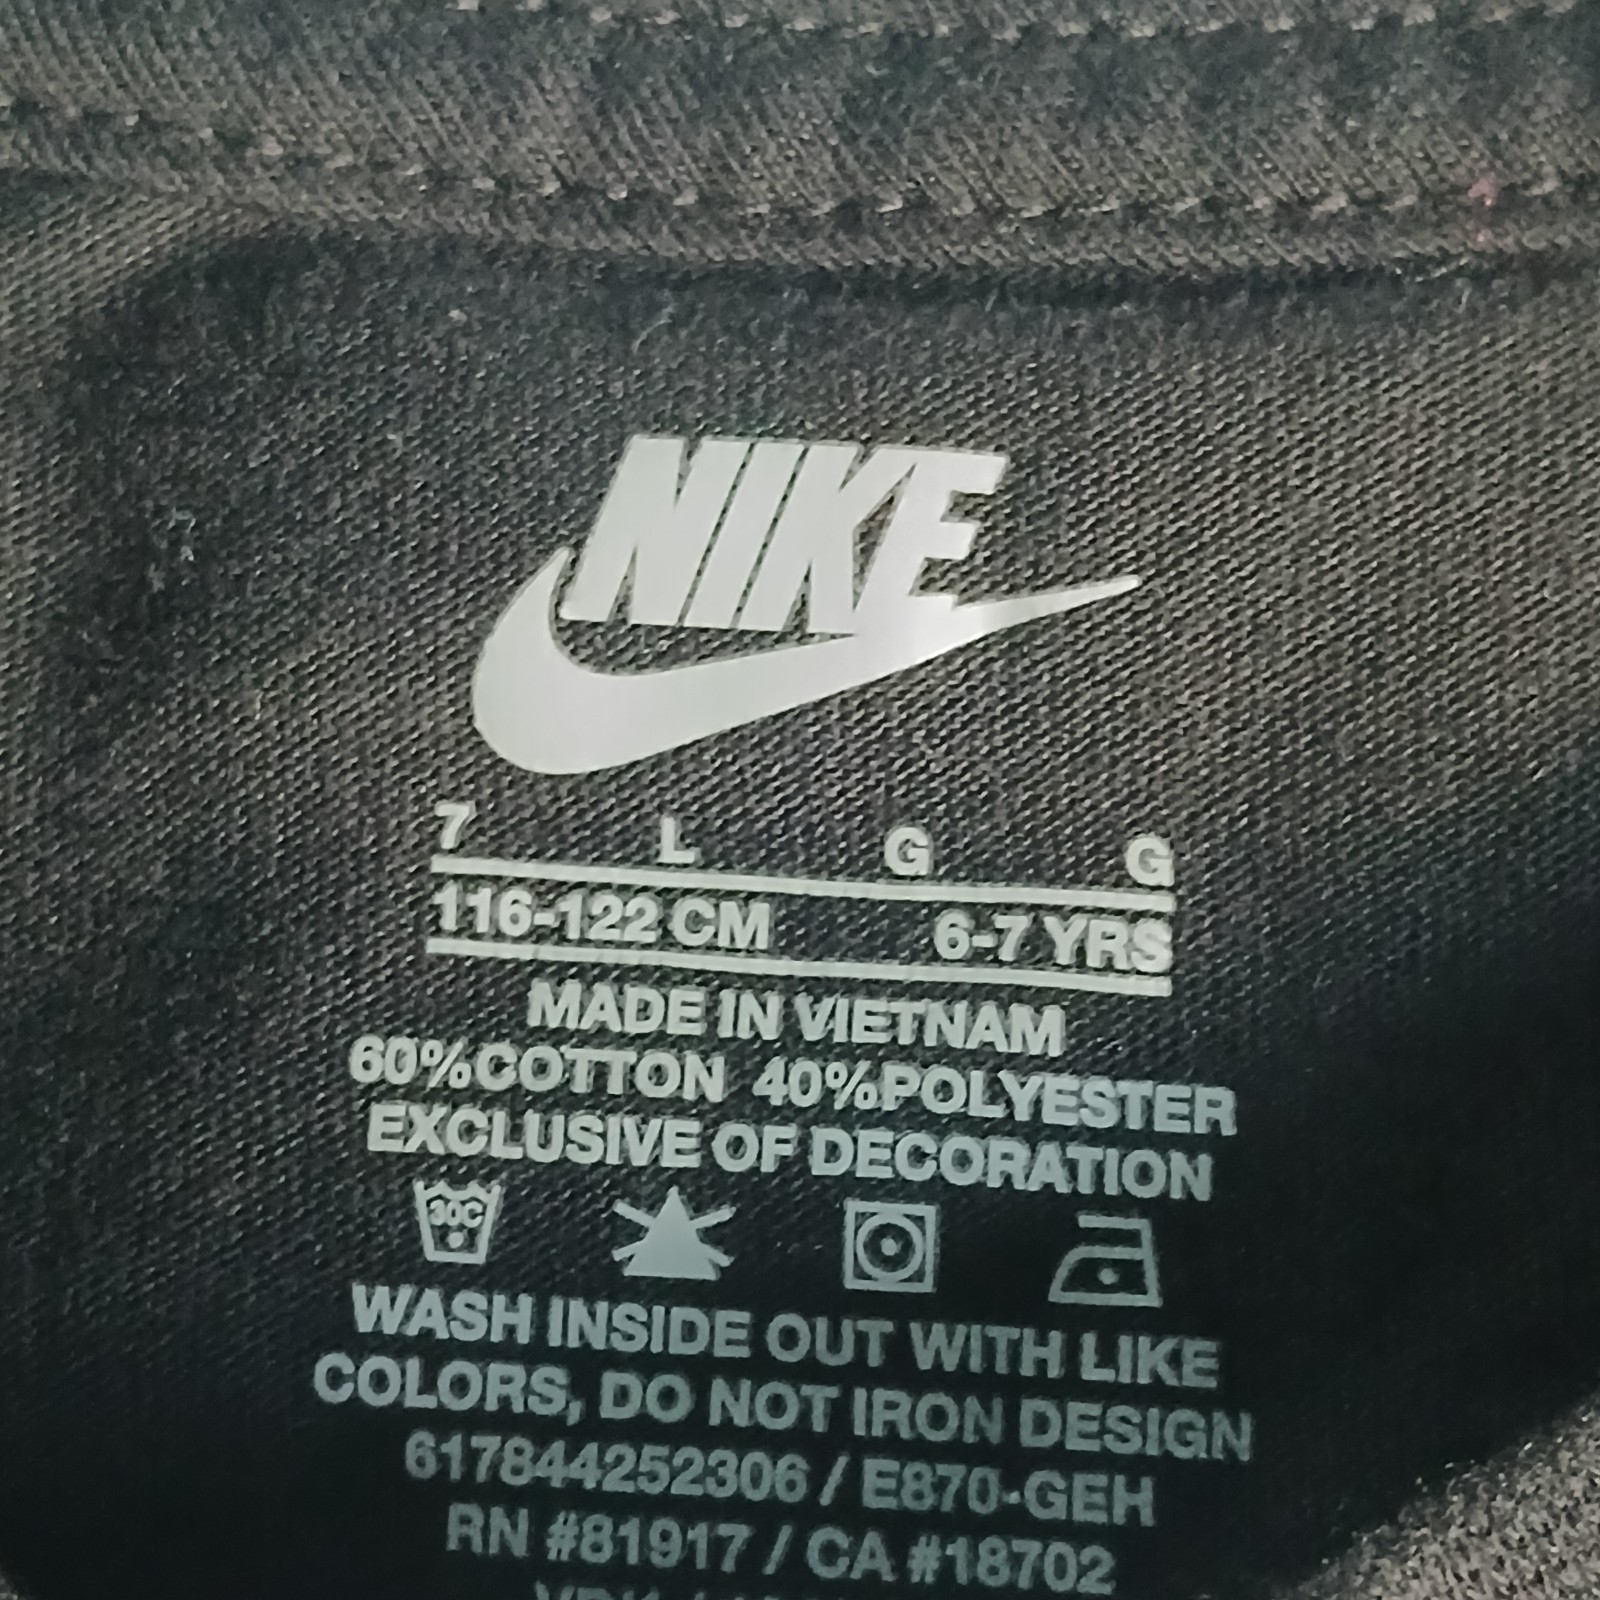 NIKE
7 L G G
116-122 CM 6-7 YRS
MADE IN VIETNAM
60%COTTON 40%POLYESTER
EXCLUSIVE OF DECORATION
30C
WASH INSIDE OUT WITH LIKE
COLORS, DO NOT IRON DESIGN
617844252306 / E870-GEH
RN #81917 / CA #18702